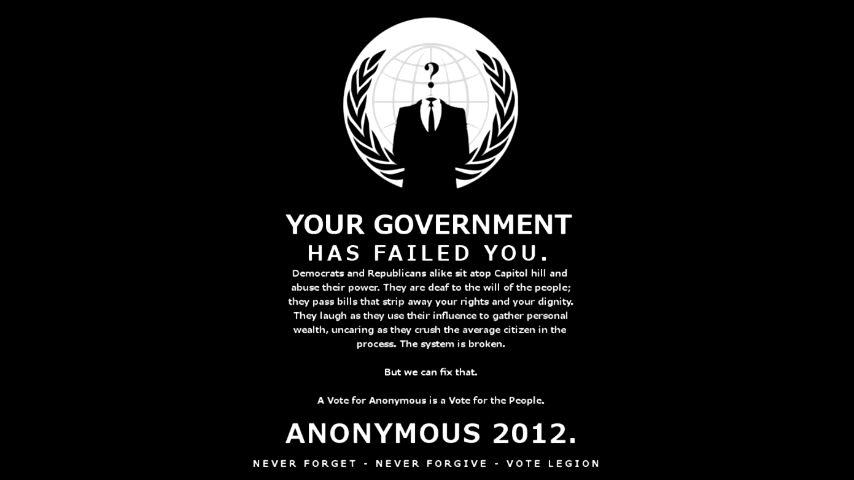 ?
YOUR GOVERNMENT
HAS FAILED YOU.
Democrats and Republicans alike sit atop Capitol hill and
abuse their power. They are deaf to the will of the people;
they pass bills that strip away your rights and your dignity.
They laugh as they use their influence to gather personal
wealth, uncaring as they crush the average citizen in the
process. The system is broken.
But we can fix that.
A Vote for Anonymous is a Vote for the People.
ANONYMOUS 2012.
NEVER FORGET - NEVER FORGIVE - VOTE LEGION